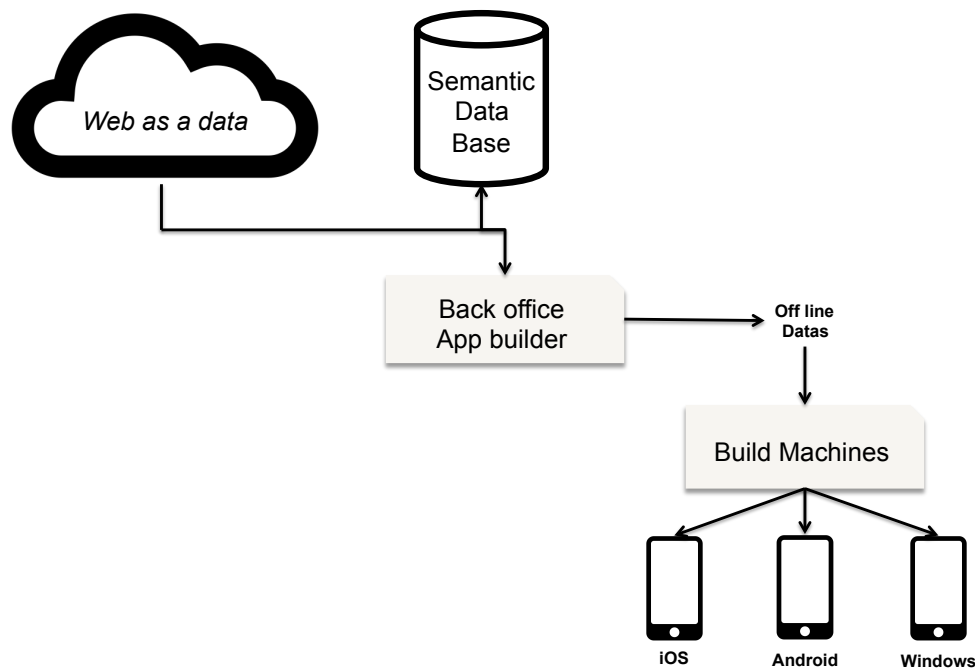 Web as a data
Semantic
Data
Base
Back office
App builder
Off line
Datas
Build Machines
iOS
Android
Windows